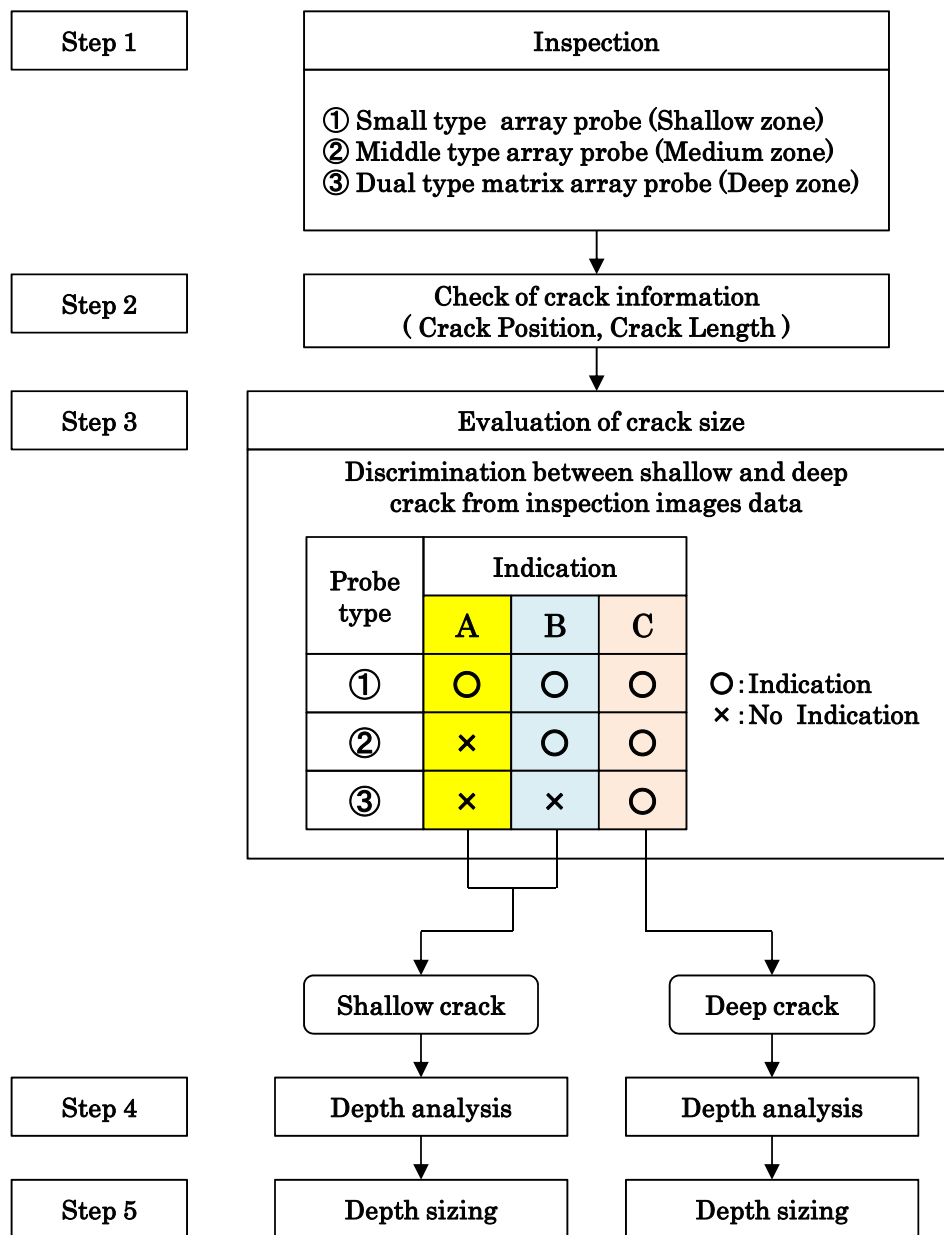 Step 1
Inspection
① Small type array probe (Shallow zone)
② Middle type array probe (Medium zone)
③ Dual type matrix array probe (Deep zone)
Step 2
Check of crack information
( Crack Position, Crack Length )
Step 3
Evaluation of crack size
Discrimination between shallow and deep
crack from inspection images data
Probe
type
Indication
A B C
① ○ ○ ○
② × ○ ○
③ × × ○
○ : Indication
× : No Indication
Shallow crack
Deep crack
Step 4
Depth analysis
Depth analysis
Step 5
Depth sizing
Depth sizing